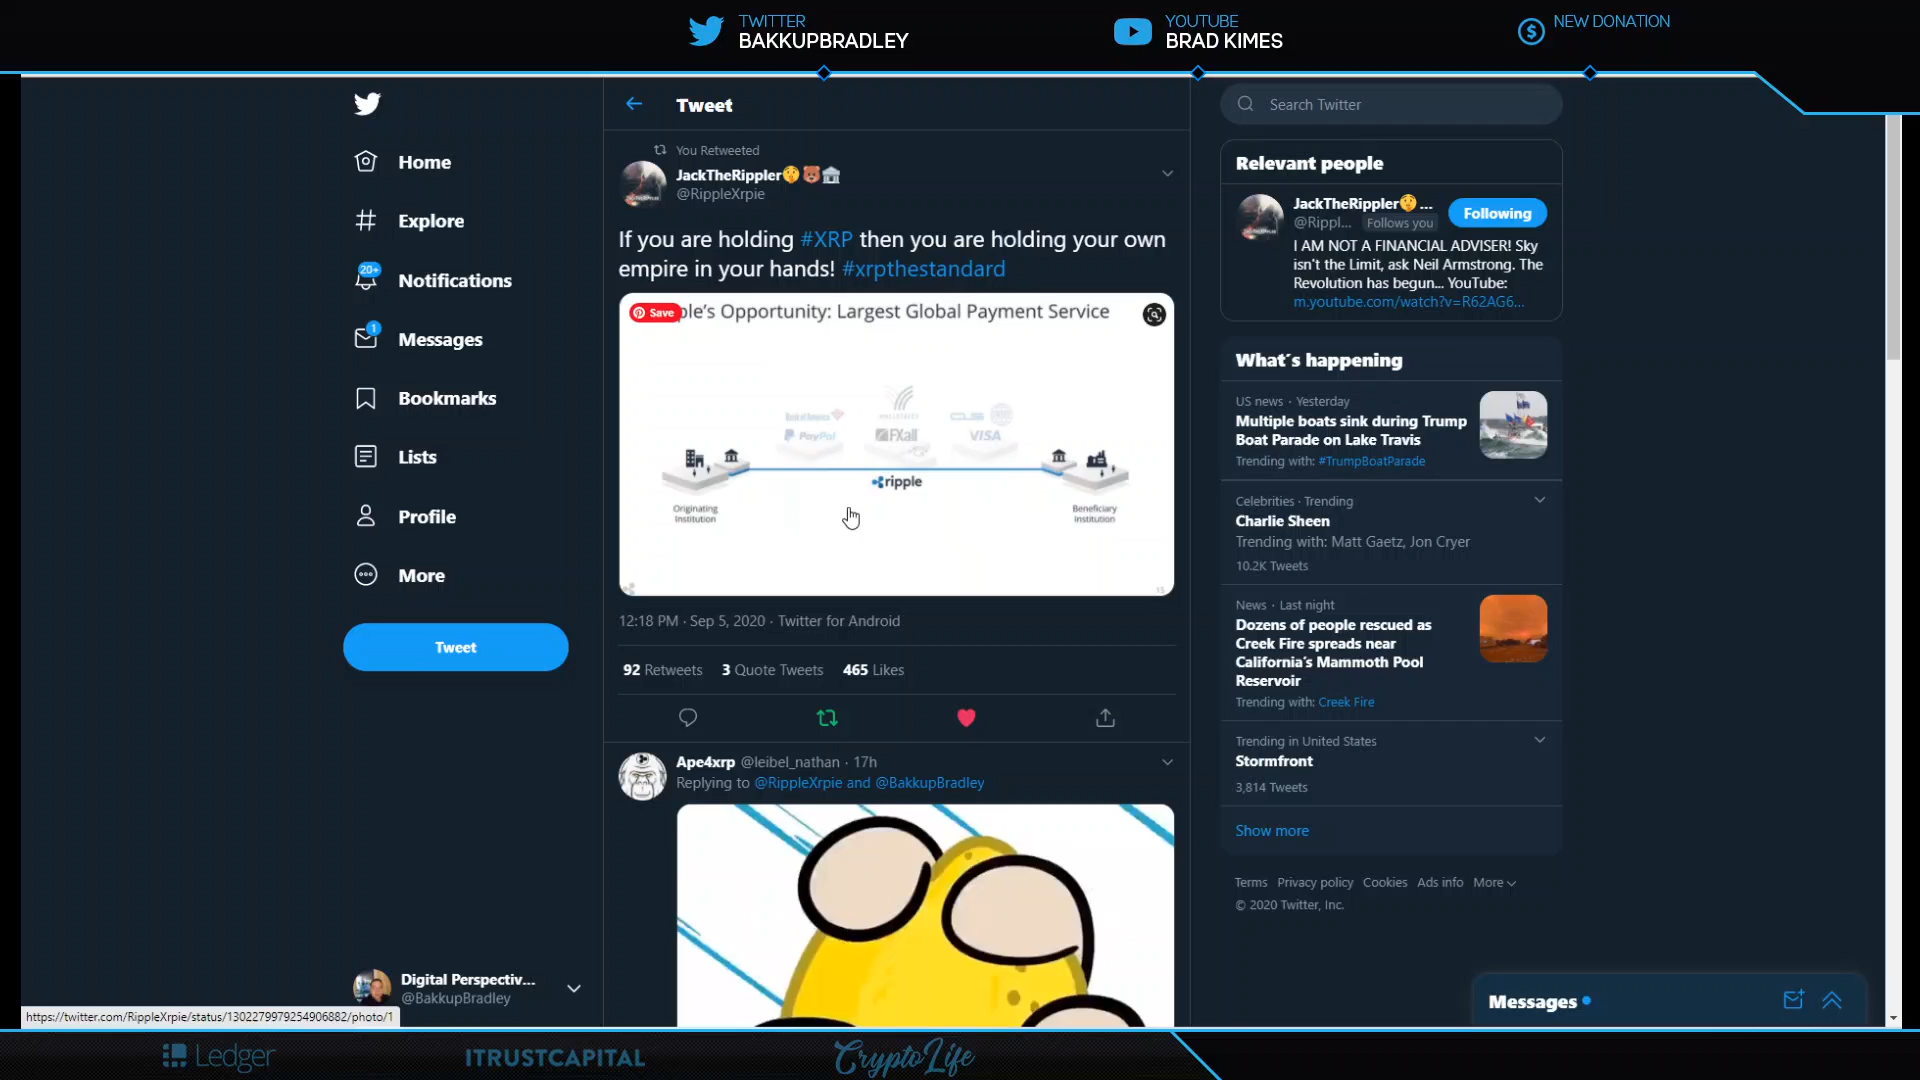 TWITTER
BAKKUPBRADLEY
YOUTUBE
BRAD KIMES
NEW DONATION
Home
Explore
20+
Notifications
1
Messages
Bookmarks
Lists
Profile
More
Tweet
Digital Perspectiv...
@BakkupBradley
https://twitter.com/RippleXrpie/status/1302279979254906882/photo/1
Tweet
You Retweeted
JackTheRippler🤫🐻🏛️
@RippleXrpie
If you are holding #XRP then you are holding your own
empire in your hands! #xrpthestandard
Save
ple's Opportunity: Largest Global Payment Service
Bank of America
CLS
PayPal
FXall
VISA
ripple
Originating
Institution
Beneficiary
Institution
15
12:18 PM · Sep 5, 2020 · Twitter for Android
92 Retweets 3 Quote Tweets 465 Likes
Ape4xrp @leibel_nathan · 17h
Replying to @RippleXrpie and @BakkupBradley
Search Twitter
Relevant people
JackTheRippler🤫 ...
@Rippl... Follows you
Following
I AM NOT A FINANCIAL ADVISER! Sky
isn't the Limit, ask Neil Armstrong. The
Revolution has begun... YouTube:
m.youtube.com/watch?v=R62AG6...
What's happening
US news · Yesterday
Multiple boats sink during Trump
Boat Parade on Lake Travis
Trending with: #TrumpBoatParade
Celebrities · Trending
Charlie Sheen
Trending with: Matt Gaetz, Jon Cryer
10.2K Tweets
News · Last night
Dozens of people rescued as
Creek Fire spreads near
California's Mammoth Pool
Reservoir
Trending with: Creek Fire
Trending in United States
Stormfront
3,814 Tweets
Show more
Terms Privacy policy Cookies Ads info More
© 2020 Twitter, Inc.
Messages
Ledger
ITRUSTCAPITAL
CryptoLife